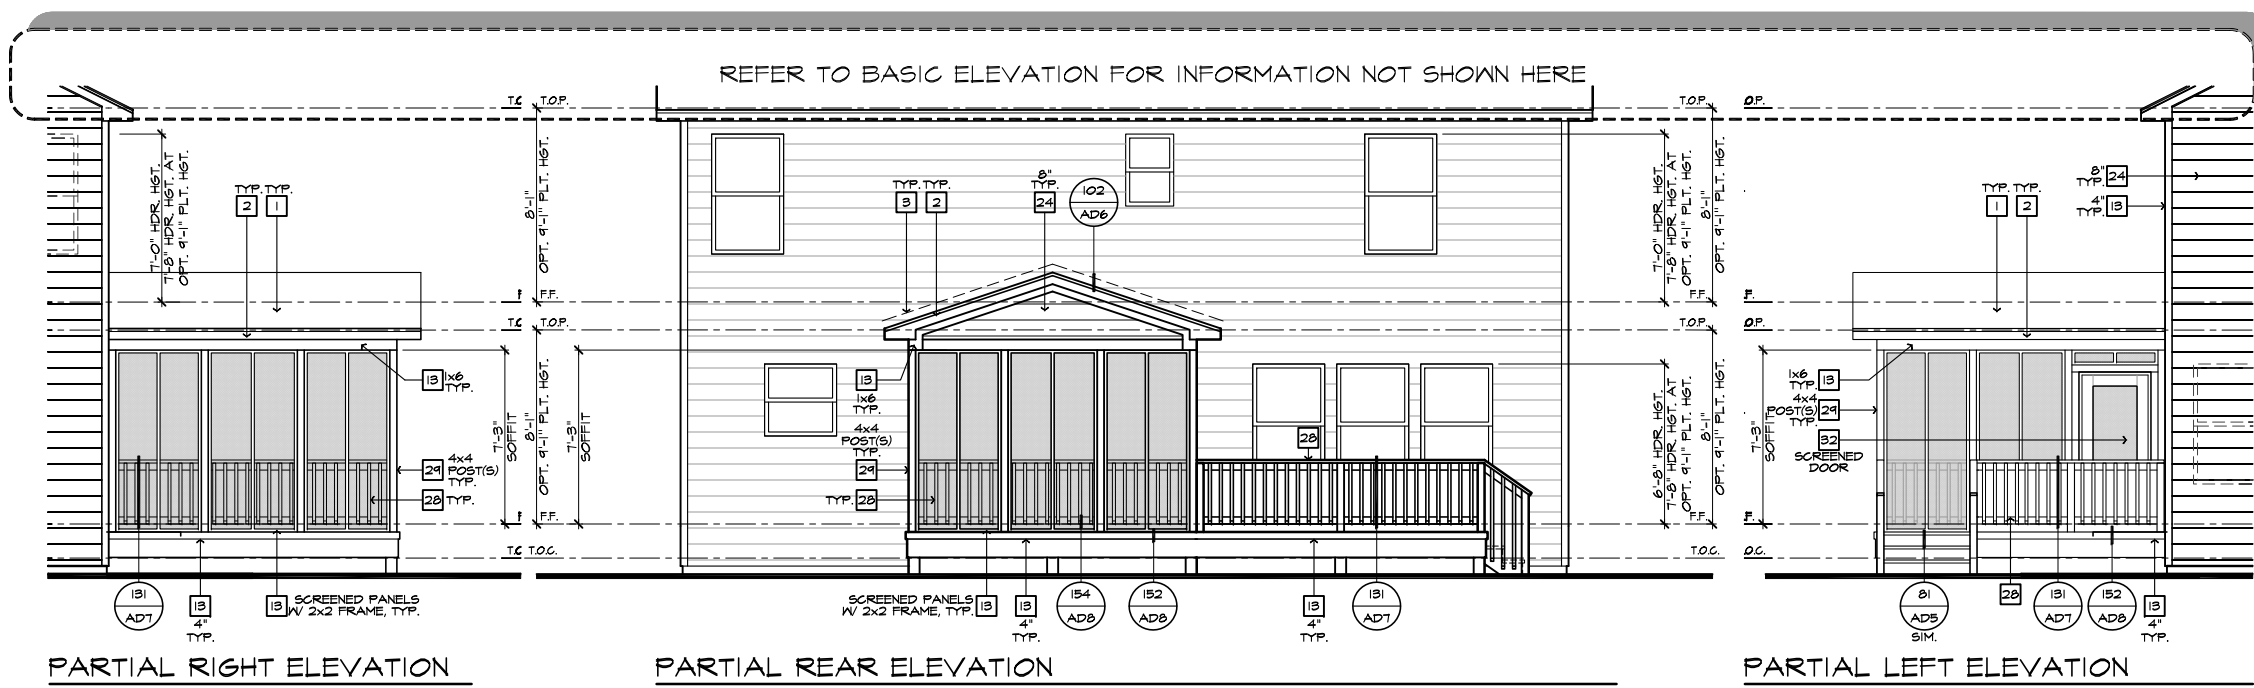 REFER TO BASIC ELEVATION FOR INFORMATION NOT SHOWN HERE
T.O.P.
7'-0" HDR. HGT.
7'-8" HDR. HGT. AT
OPT. 9'-1" PLT. HGT.
TYP. TYP.
2 1
8'-1"
OPT. 9'-1" PLT. HGT.
F.F.
T.O.P.
13 1x6
TYP.
7'-3"
SOFFIT
8'-1"
OPT. 9'-1" PLT. HGT.
29 4x4
POST(S)
TYP.
28 TYP.
F.F.
T.O.C.
131
AD7
13
4"
TYP.
13 SCREENED PANELS
W/ 2x2 FRAME, TYP.
PARTIAL RIGHT ELEVATION
TYP. TYP.
3 2
8"
TYP.
24
102
AD6
7'-3"
SOFFIT
13
1x6
TYP.
4x4
POST(S)
TYP.
29
TYP. 28
28
SCREENED PANELS
W/ 2x2 FRAME, TYP. 13
13
4"
TYP.
154
AD8
152
AD8
13
4"
TYP.
131
AD7
T.O.P.
7'-0" HDR. HGT.
7'-8" HDR. HGT. AT
OPT. 9'-1" PLT. HGT.
8'-1"
OPT. 9'-1" PLT. HGT.
F.F.
T.O.P.
6'-8" HDR. HGT.
7'-8" HDR. HGT. AT
OPT. 9'-1" PLT. HGT.
8'-1"
OPT. 9'-1" PLT. HGT.
F.F.
T.O.C.
PARTIAL REAR ELEVATION
O.P.
8"
TYP. 24
4"
TYP. 13
TYP. TYP.
1 2
F.
O.P.
1x6
TYP. 13
4x4
POST(S)
TYP. 29
32
SCREENED
DOOR
7'-3"
SOFFIT
F.
O.C.
81
AD5
SIM.
28
131
AD7
152
AD8
13
4"
TYP.
PARTIAL LEFT ELEVATION